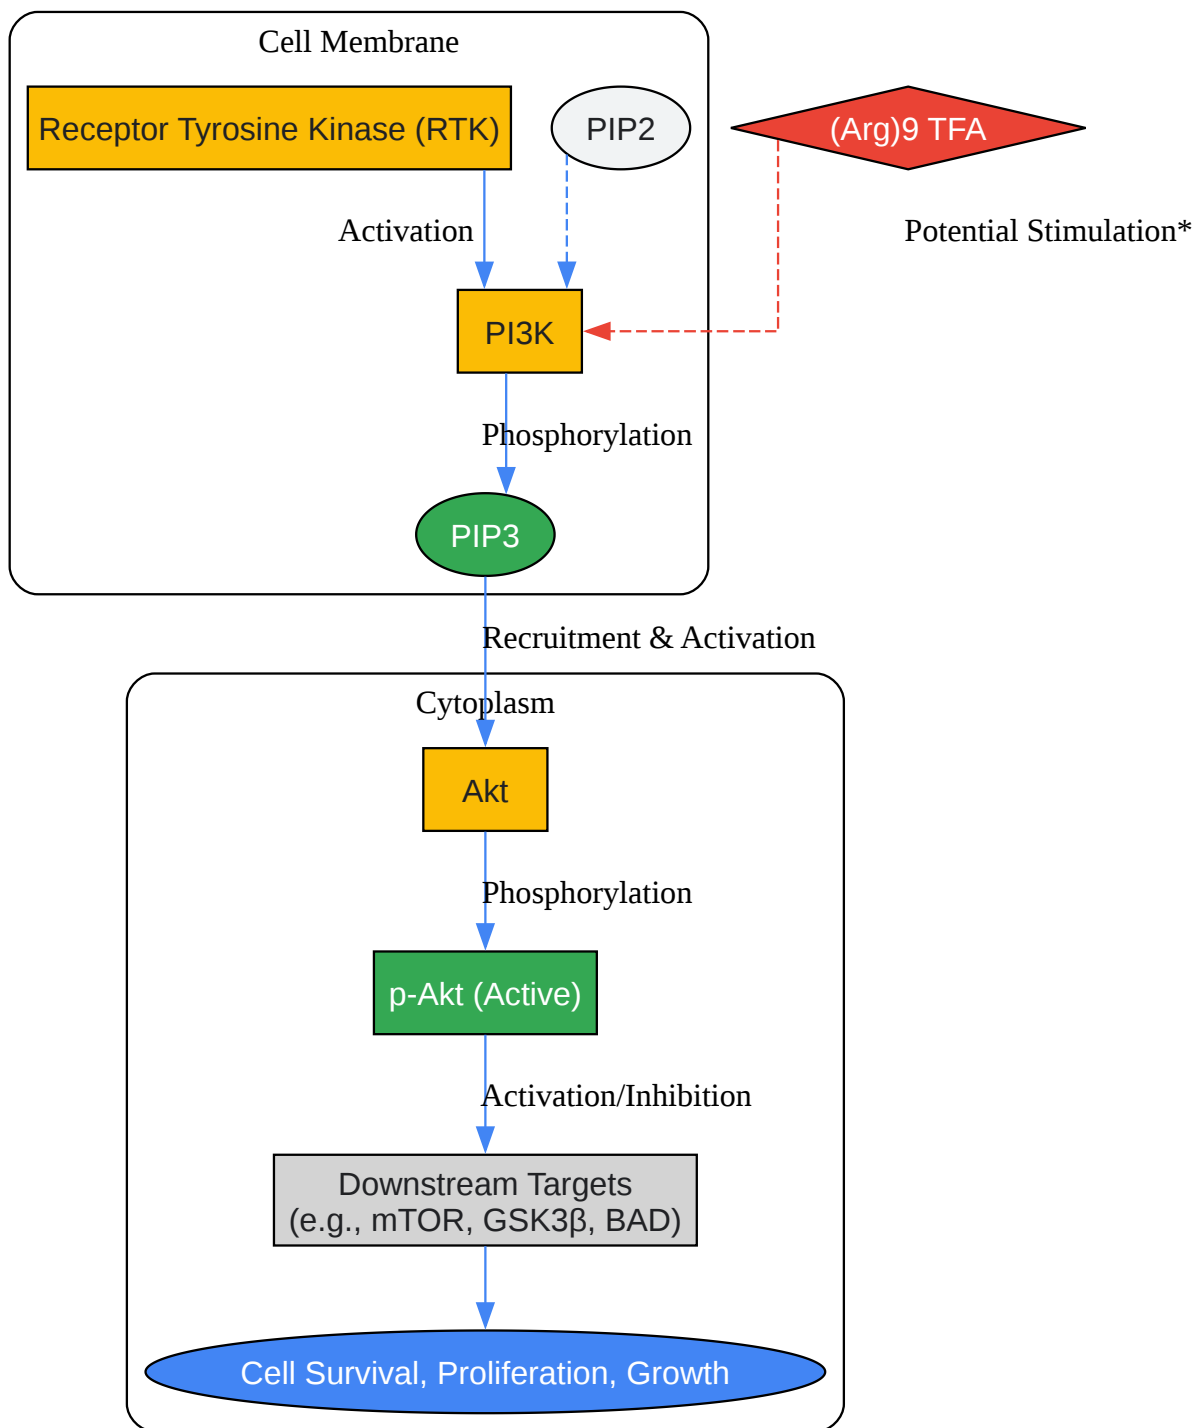 Cell Membrane
Receptor Tyrosine Kinase (RTK)
PIP2
(Arg)9 TFA
Activation
Potential Stimulation*
PI3K
Phosphorylation
PIP3
Recruitment & Activation
Cytoplasm
Akt
Phosphorylation
p-Akt (Active)
Activation/Inhibition
Downstream Targets
(e.g., mTOR, GSK3β, BAD)
Cell Survival, Proliferation, Growth